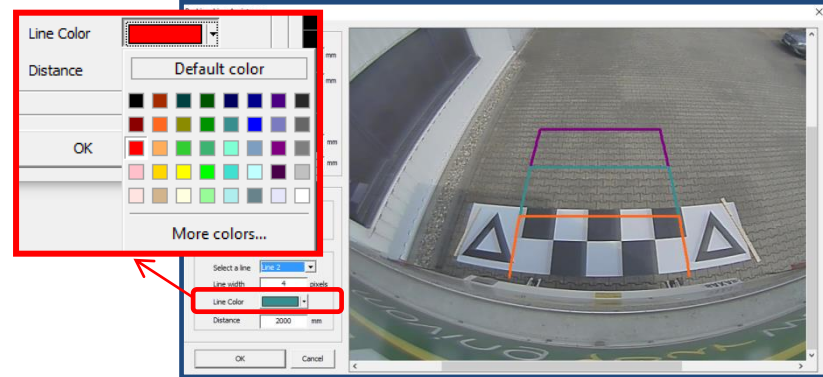 Line Color
Distance
OK
Default color
More colors...
mm
mm
mm
mm
Select a line Line 2
Line width 4 pixels
Line Color
Distance 2000 mm
OK Cancel